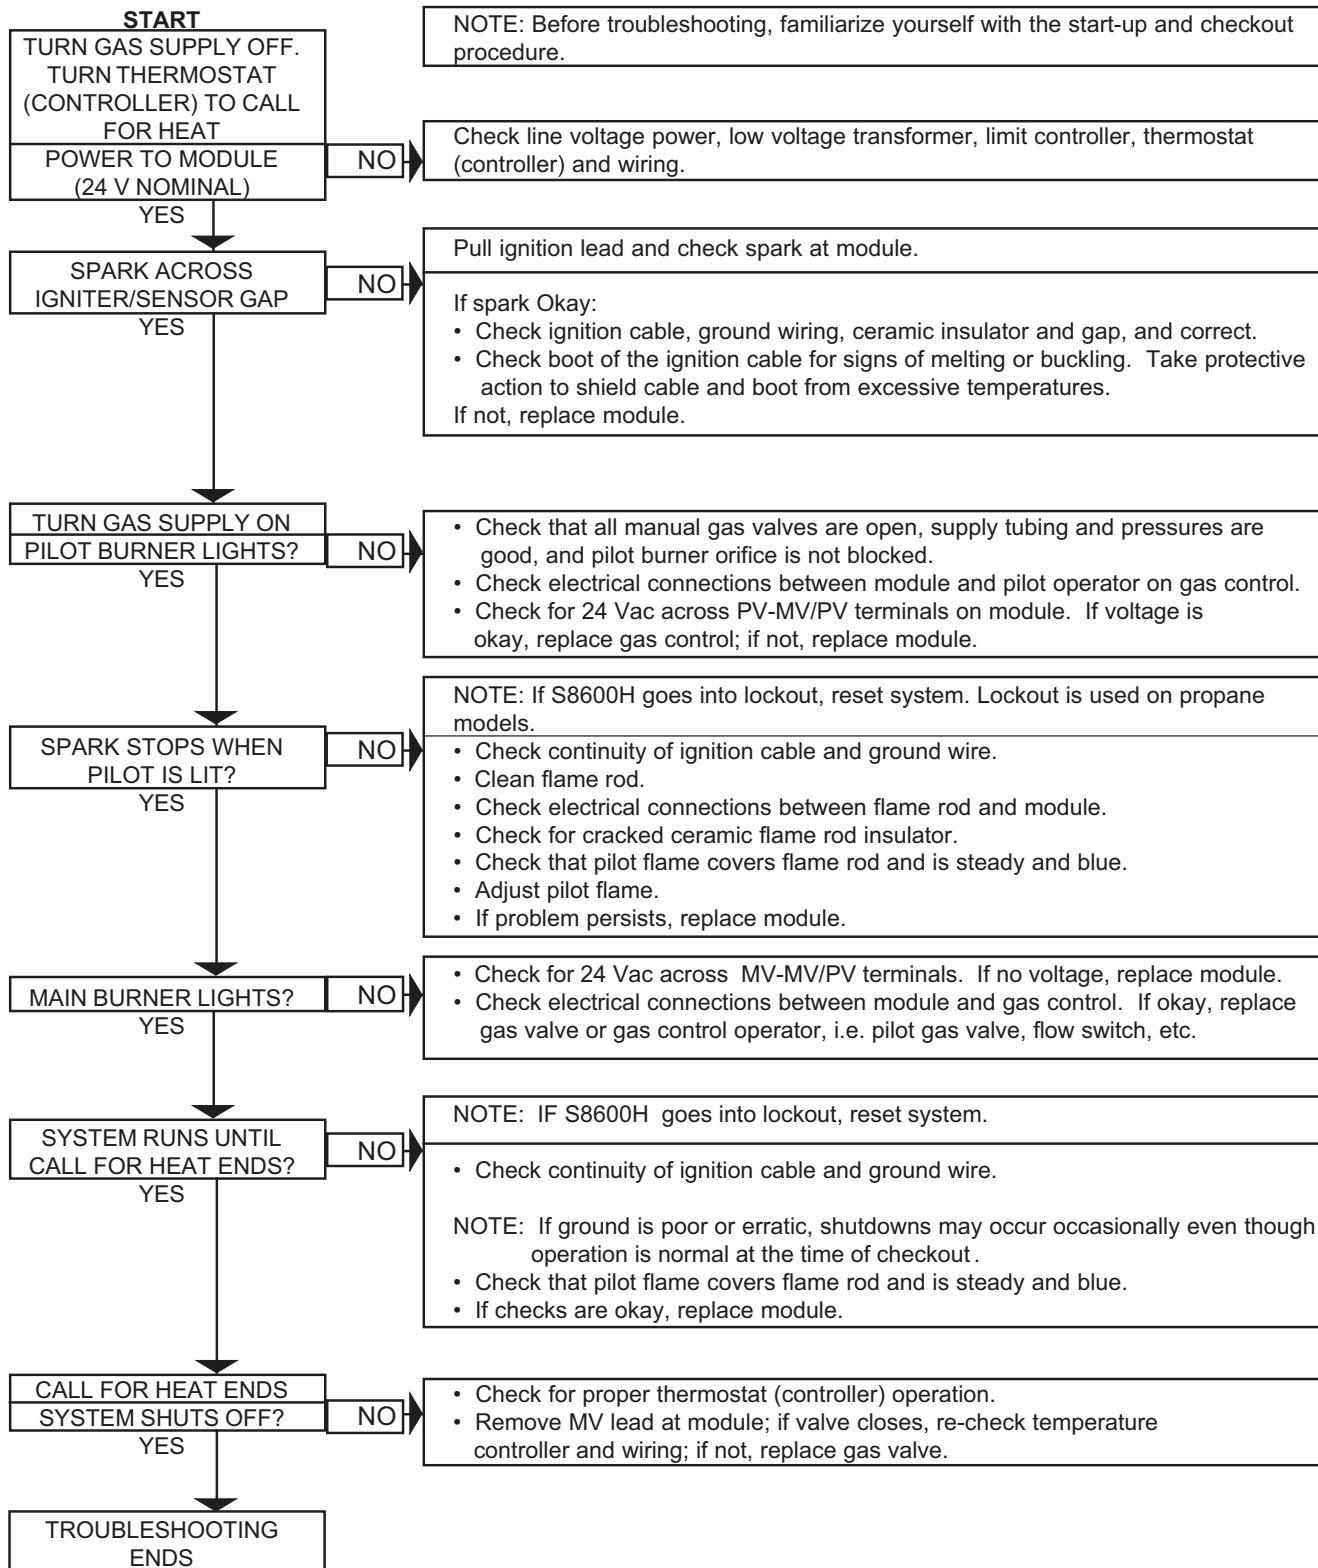 START
TURN GAS SUPPLY OFF.
TURN THERMOSTAT
(CONTROLLER) TO CALL
FOR HEAT
NOTE: Before troubleshooting, familiarize yourself with the start-up and checkout
procedure.
POWER TO MODULE
(24 V NOMINAL)
NO
Check line voltage power, low voltage transformer, limit controller, thermostat
(controller) and wiring.
YES
SPARK ACROSS
IGNITER/SENSOR GAP
NO
Pull ignition lead and check spark at module.
If spark Okay:
• Check ignition cable, ground wiring, ceramic insulator and gap, and correct.
• Check boot of the ignition cable for signs of melting or buckling. Take protective
action to shield cable and boot from excessive temperatures.
If not, replace module.
YES
TURN GAS SUPPLY ON
PILOT BURNER LIGHTS?
NO
• Check that all manual gas valves are open, supply tubing and pressures are
good, and pilot burner orifice is not blocked.
• Check electrical connections between module and pilot operator on gas control.
• Check for 24 Vac across PV-MV/PV terminals on module. If voltage is
okay, replace gas control; if not, replace module.
YES
SPARK STOPS WHEN
PILOT IS LIT?
NO
NOTE: If S8600H goes into lockout, reset system. Lockout is used on propane
models.
• Check continuity of ignition cable and ground wire.
• Clean flame rod.
• Check electrical connections between flame rod and module.
• Check for cracked ceramic flame rod insulator.
• Check that pilot flame covers flame rod and is steady and blue.
• Adjust pilot flame.
• If problem persists, replace module.
YES
MAIN BURNER LIGHTS?
NO
• Check for 24 Vac across MV-MV/PV terminals. If no voltage, replace module.
• Check electrical connections between module and gas control. If okay, replace
gas valve or gas control operator, i.e. pilot gas valve, flow switch, etc.
YES
SYSTEM RUNS UNTIL
CALL FOR HEAT ENDS?
NO
NOTE: IF S8600H goes into lockout, reset system.
• Check continuity of ignition cable and ground wire.
NOTE: If ground is poor or erratic, shutdowns may occur occasionally even though
operation is normal at the time of checkout.
• Check that pilot flame covers flame rod and is steady and blue.
• If checks are okay, replace module.
YES
CALL FOR HEAT ENDS
SYSTEM SHUTS OFF?
NO
• Check for proper thermostat (controller) operation.
• Remove MV lead at module; if valve closes, re-check temperature
controller and wiring; if not, replace gas valve.
YES
TROUBLESHOOTING
ENDS